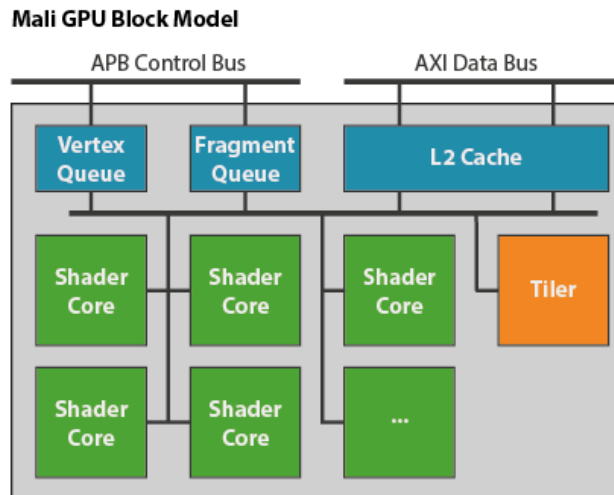 Mali GPU Block Model
APB Control Bus
AXI Data Bus
Vertex
Queue
Fragment
Queue
L2 Cache
Shader
Core
Shader
Core
Shader
Core
Tiler
Shader
Core
Shader
Core
...